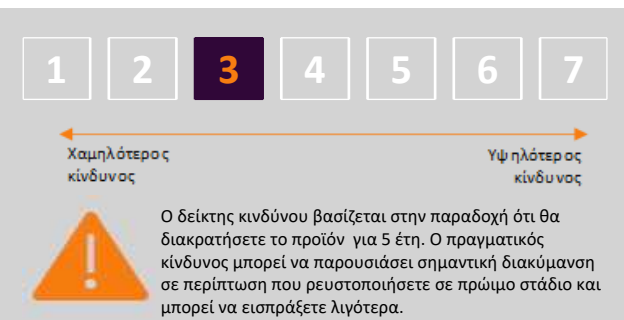 1 2 3 4 5 6 7
Χαμηλότερος Υψηλότερος
κίνδυνος κίνδυνος
Ο δείκτης κινδύνου βασίζεται στην παραδοχή ότι θα
διακρατήσετε το προϊόν για 5 έτη. Ο πραγματικός
κίνδυνος μπορεί να παρουσιάσει σημαντική διακύμανση
σε περίπτωση που ρευστοποιήσετε σε πρώιμο στάδιο και
μπορεί να εισπράξετε λιγότερα.